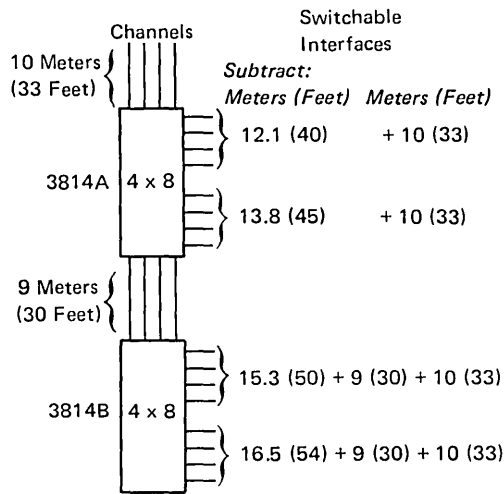 Channels
Switchable
Interfaces
10 Meters
(33 Feet)
Subtract:
Meters (Feet) Meters (Feet)
12.1 (40) + 10 (33)
3814A 4 x 8
13.8 (45) + 10 (33)
9 Meters
(30 Feet)
15.3 (50) + 9 (30) + 10 (33)
3814B 4 x 8
16.5 (54) + 9 (30) + 10 (33)